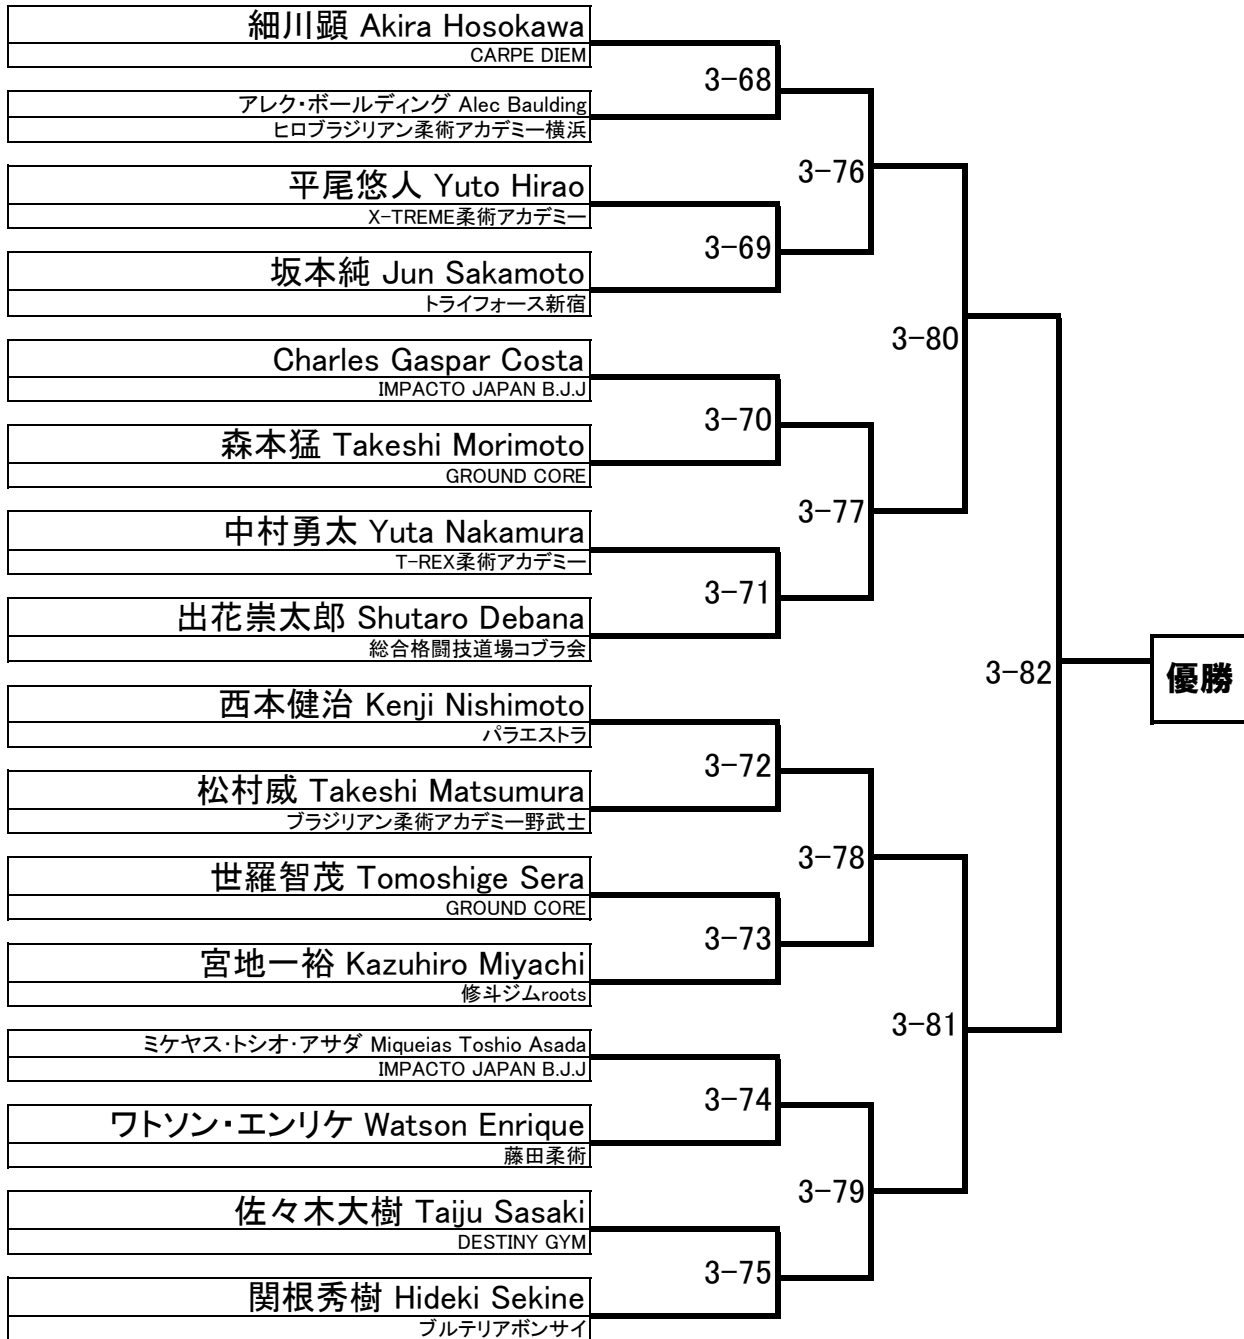 細川顕 Akira Hosokawa
CARPE DIEM
3-68
アレク・ボールディング Alec Baulding
ヒロブラジリアン柔術アカデミー横浜
3-76
平尾悠人 Yuto Hirao
X-TREME柔術アカデミー
3-69
坂本純 Jun Sakamoto
トライフォース新宿
3-80
Charles Gaspar Costa
IMPACTO JAPAN B.J.J
3-70
森本猛 Takeshi Morimoto
GROUND CORE
3-77
中村勇太 Yuta Nakamura
T-REX柔術アカデミー
3-71
出花崇太郎 Shutaro Debana
総合格闘技道場コブラ会
3-82
優勝
西本健治 Kenji Nishimoto
パラエストラ
3-72
松村威 Takeshi Matsumura
ブラジリアン柔術アカデミー野武士
3-78
世羅智茂 Tomoshige Sera
GROUND CORE
3-73
宮地一裕 Kazuhiro Miyachi
修斗ジムroots
3-81
ミケヤス・トシオ・アサダ Miqueias Toshio Asada
IMPACTO JAPAN B.J.J
3-74
ワトソン・エンリケ Watson Enrique
藤田柔術
3-79
佐々木大樹 Taiju Sasaki
DESTINY GYM
3-75
関根秀樹 Hideki Sekine
ブルテリアボンサイ